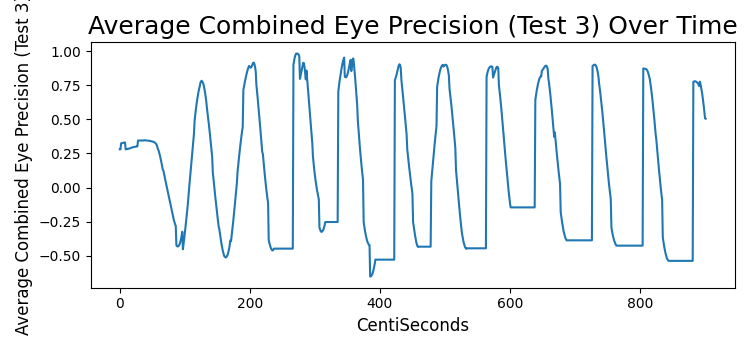 Average Combined Eye Precision (Test 3) Over Time
Average Combined Eye Precision (Test 3)
1.00
0.75
0.50
0.25
0.00
−0.25
−0.50
0 200 400 600 800
CentiSeconds